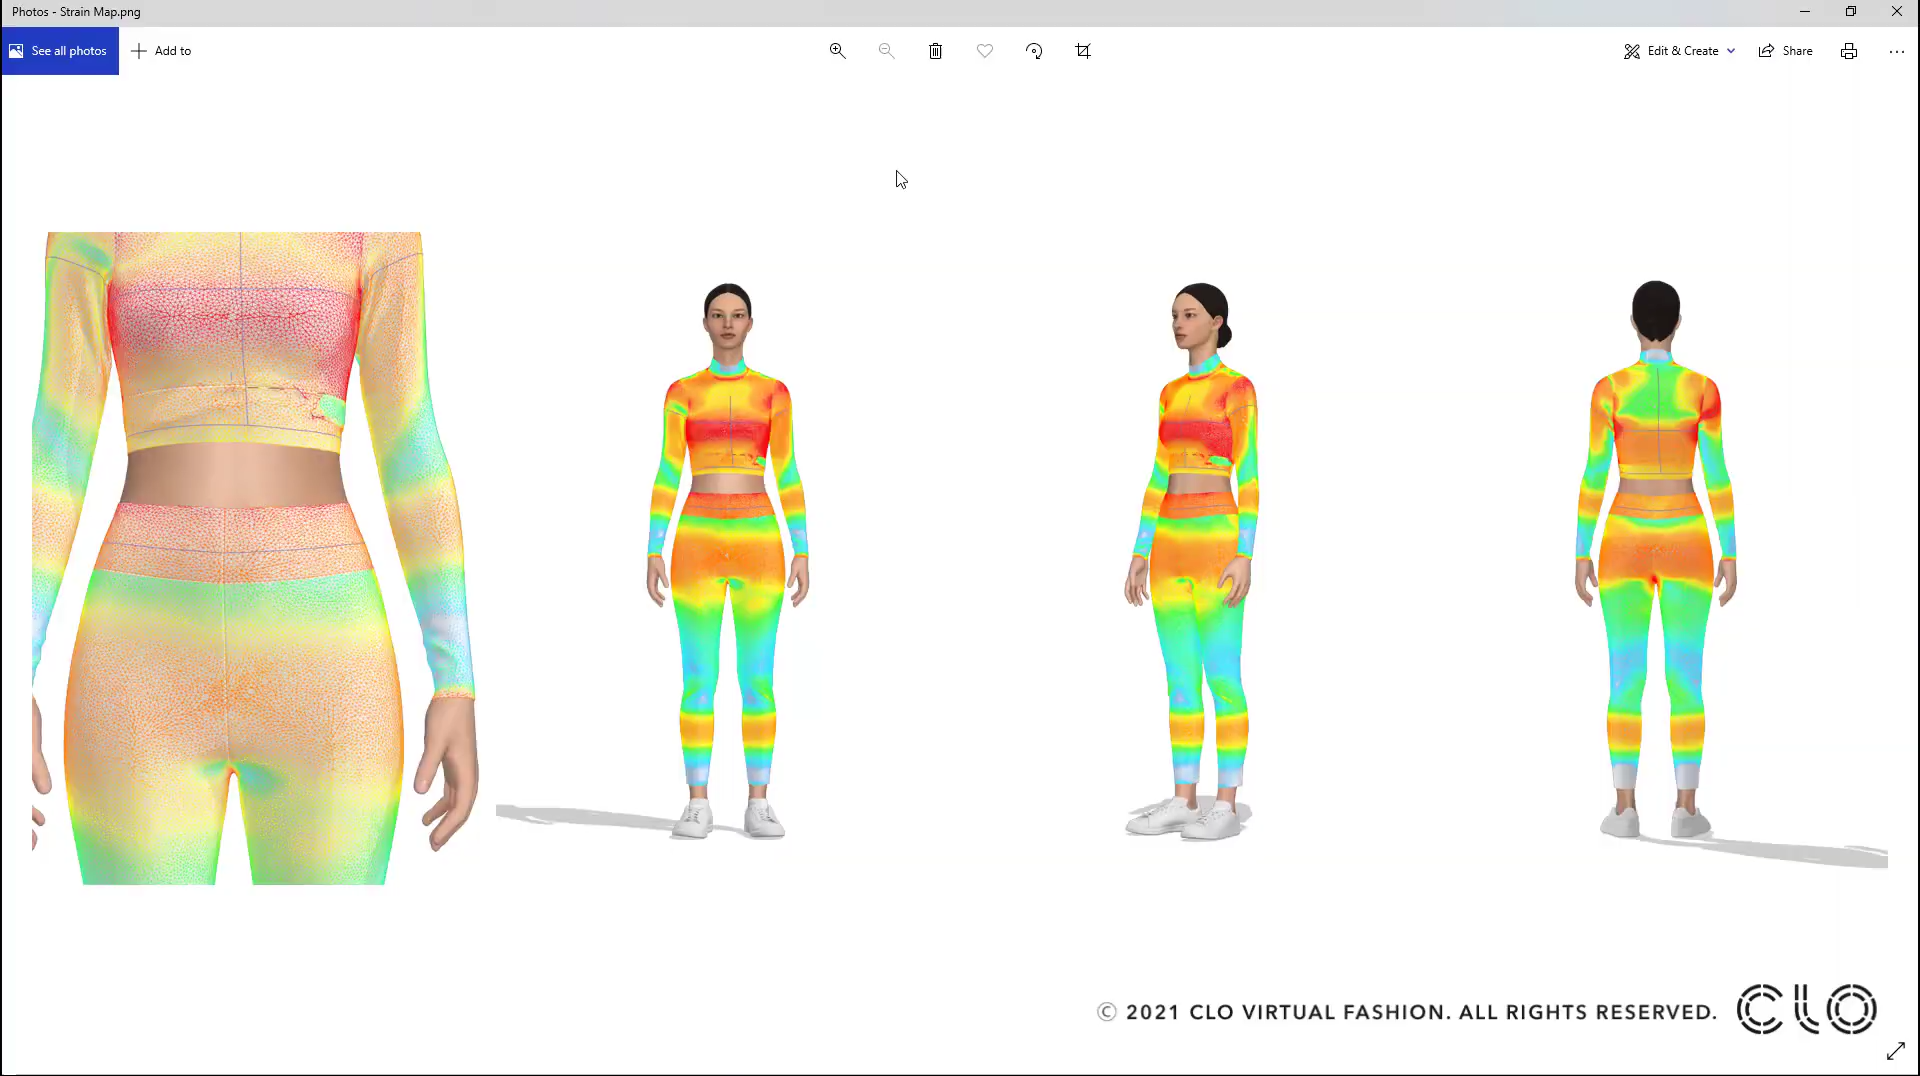 Photos - Strain Map.png
See all photos
Add to
Edit & Create
Share
© 2021 CLO VIRTUAL FASHION. ALL RIGHTS RESERVED.
CLO